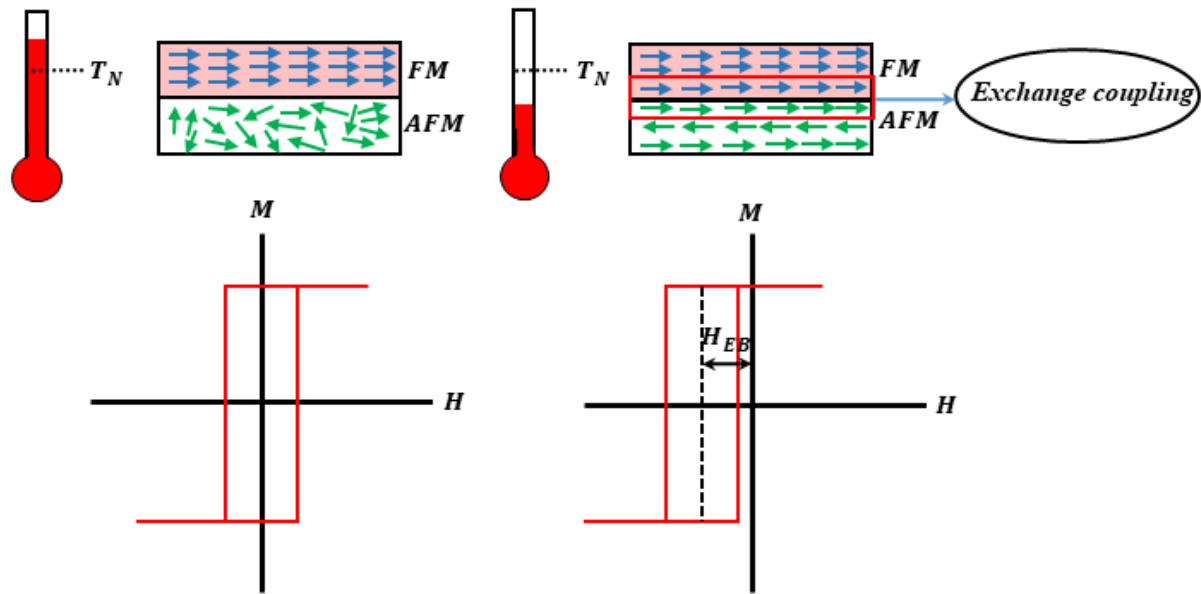 T_N
FM
AFM
T_N
FM
AFM
Exchange coupling
M
H
M
H_EB
H